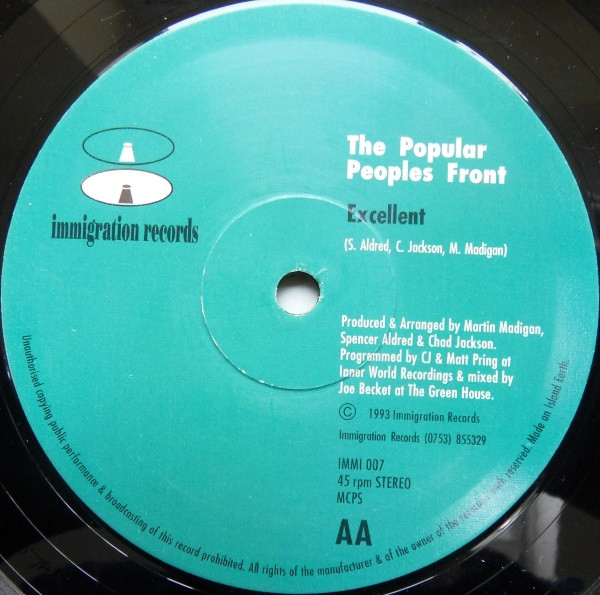 The Popular
Peoples Front
Excellent
(S. Aldred, C. Jackson, M. Madigan)
immigration records
Produced & Arranged by Martin Madigan,
Spencer Aldred & Chad Jackson.
Programmed by CJ & Matt Pring at
Inner World Recordings & mixed by
Joe Becket at The Green House.
© 1993 Immigration Records
Immigration Records (0753) 855329
IMMI 007
45 rpm STEREO
MCPS
AA
Unauthorised copying public performance & broadcasting of this record prohibited. All rights of the manufacturer & of the owner of the recorded work reserved. Made on Island Earth.